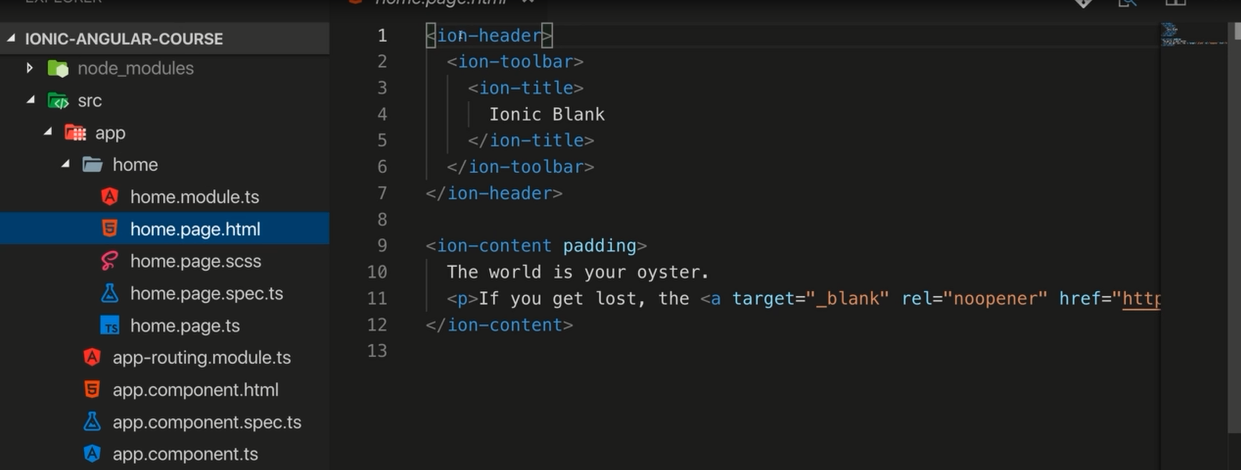 EXPLORER
home.page.html
IONIC-ANGULAR-COURSE
node_modules
src
app
home
home.module.ts
home.page.html
home.page.scss
home.page.spec.ts
TS home.page.ts
app-routing.module.ts
app.component.html
app.component.spec.ts
app.component.ts
1 <ion-header>
2 <ion-toolbar>
3 <ion-title>
4 Ionic Blank
5 </ion-title>
6 </ion-toolbar>
7 </ion-header>
8
9 <ion-content padding>
10 The world is your oyster.
11 <p>If you get lost, the <a target="_blank" rel="noopener" href="http
12 </ion-content>
13